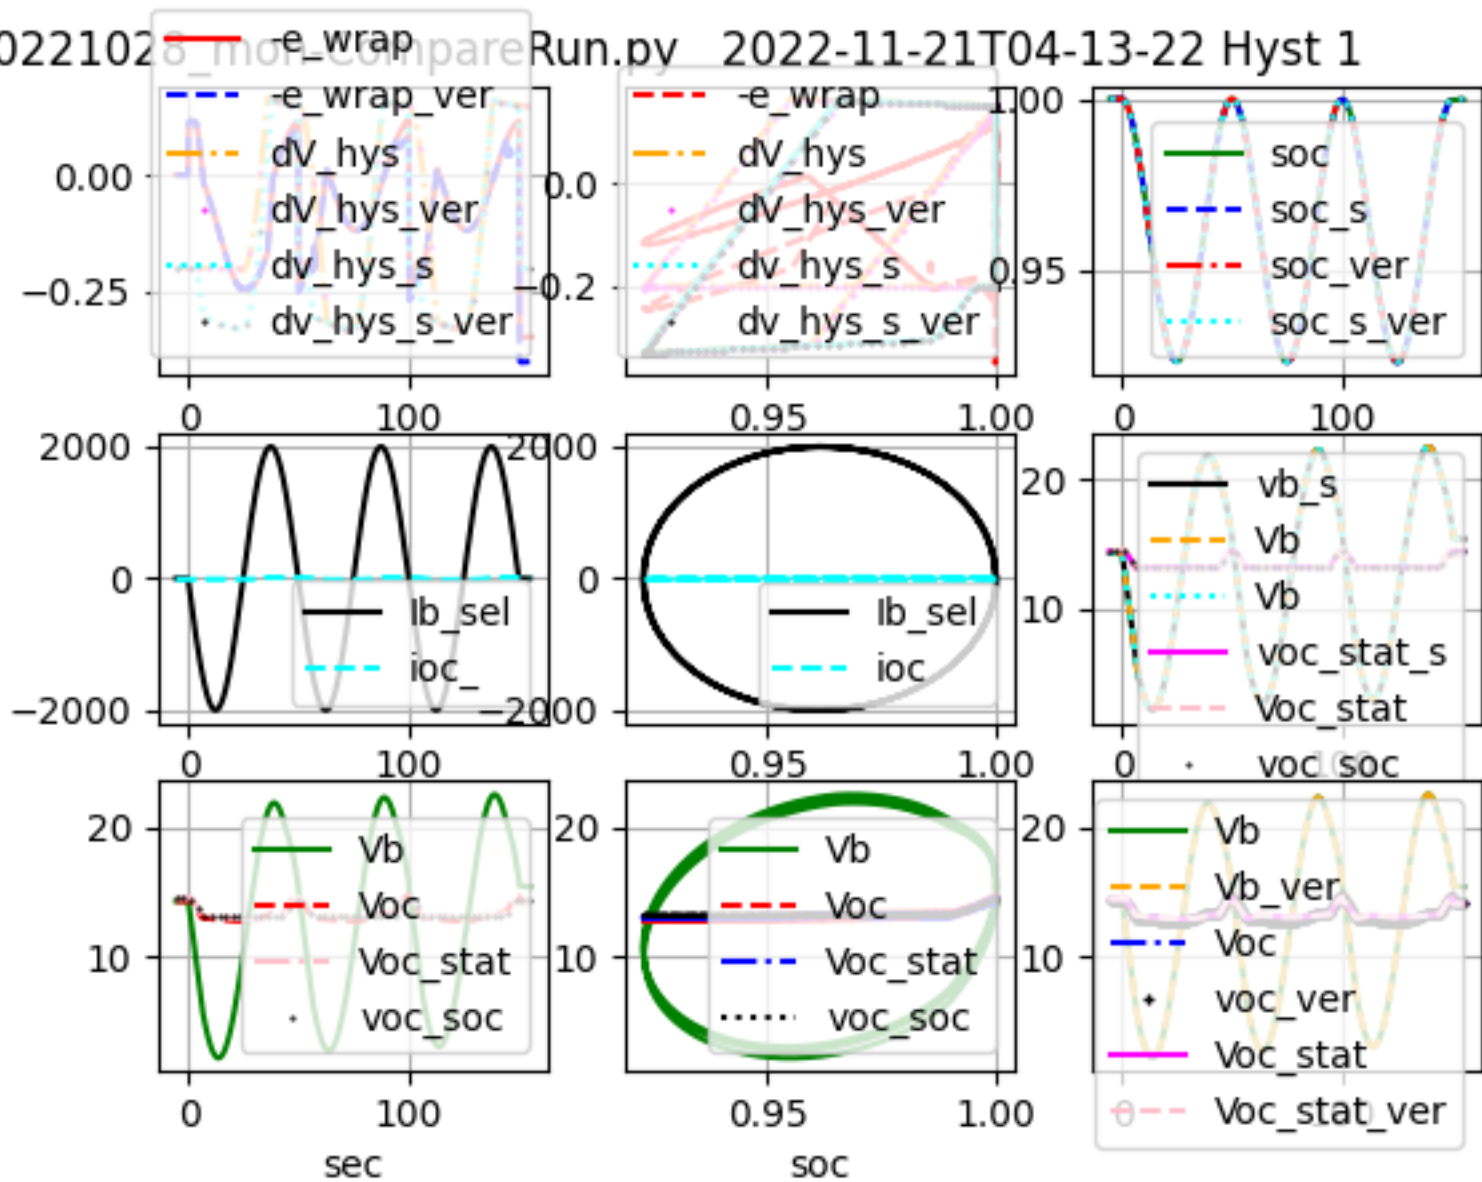 0221028_mon-CompareRun.py 2022-11-21T04-13-22 Hyst 1
-e_wrap
-e_wrap_ver
dV_hys
dV_hys_ver
dv_hys_s
dv_hys_s_ver
0.00
−0.25
0 100
-e_wrap
dV_hys
dV_hys_ver
dv_hys_s
dv_hys_s_ver
0.0
−0.2
0.95 1.00
soc
soc_s
soc_ver
soc_s_ver
1.00
0.95
0 100
Ib_sel
ioc_
2000
0
−2000
0 100
Ib_sel
ioc
2000
0
−2000
0.95 1.00
vb_s
Vb
Vb
voc_stat_s
Voc_stat
voc_soc
20
10
0 100
Vb
Voc
Voc_stat
voc_soc
20
10
0 100
sec
Vb
Voc
Voc_stat
voc_soc
20
10
0.95 1.00
soc
Vb
Vb_ver
Voc
voc_ver
Voc_stat
Voc_stat_ver
20
10
0 100